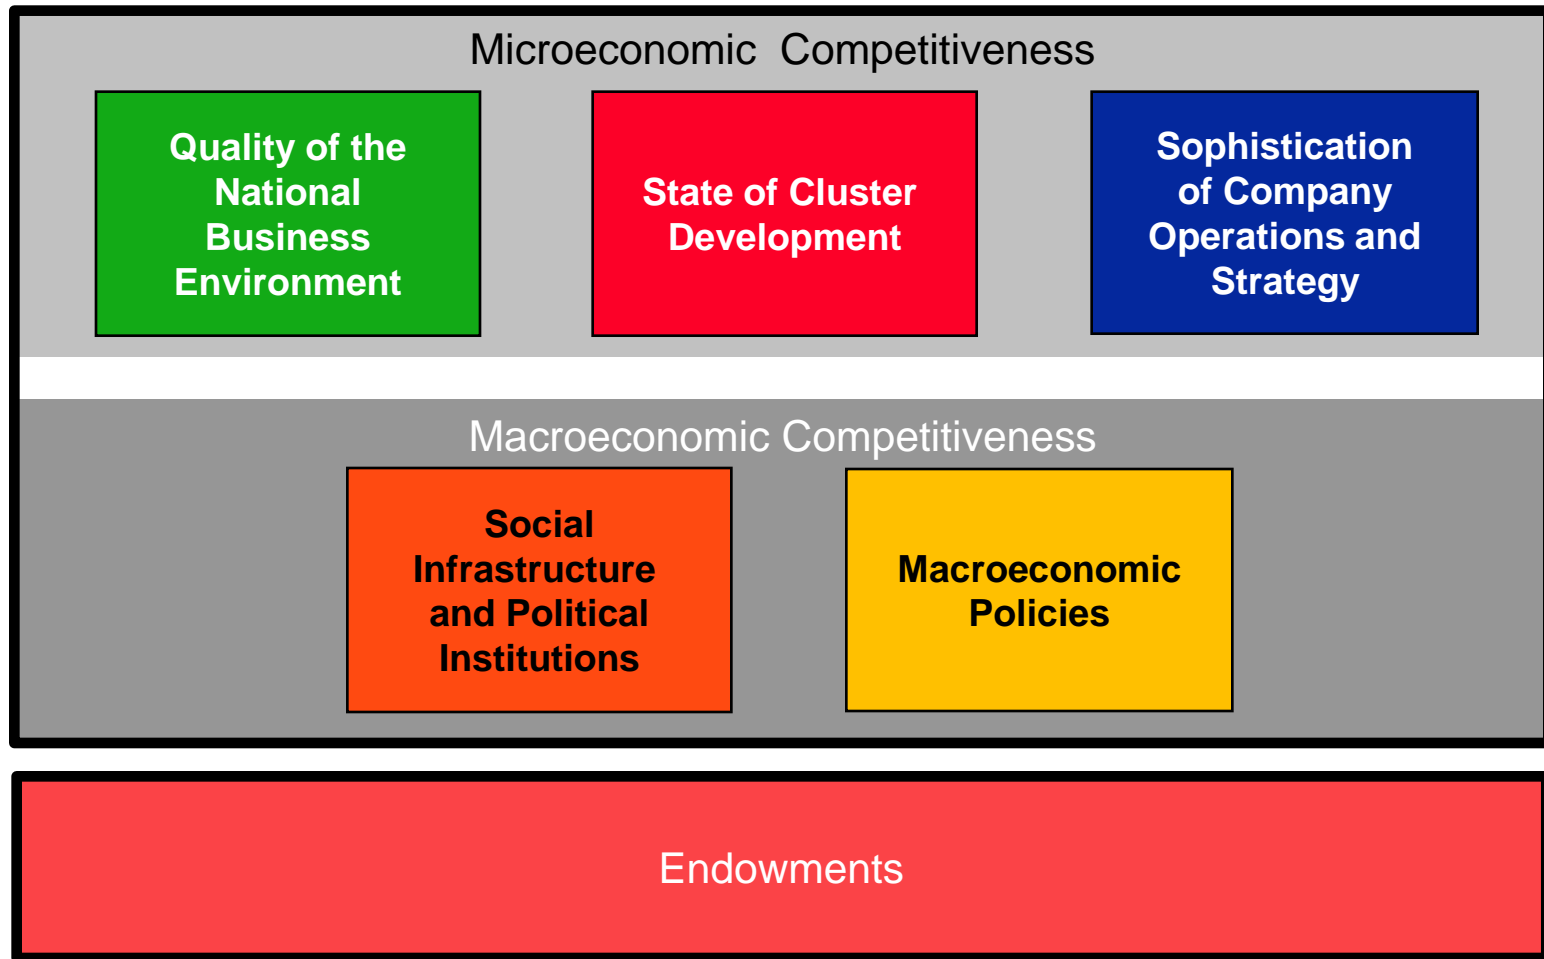 Microeconomic  Competitiveness
Quality of the
National
Business
Environment
State of Cluster
Development
Sophistication
of Company
Operations and
Strategy
Macroeconomic Competitiveness
Social
Infrastructure
and Political
Institutions
Macroeconomic
Policies
Endowments